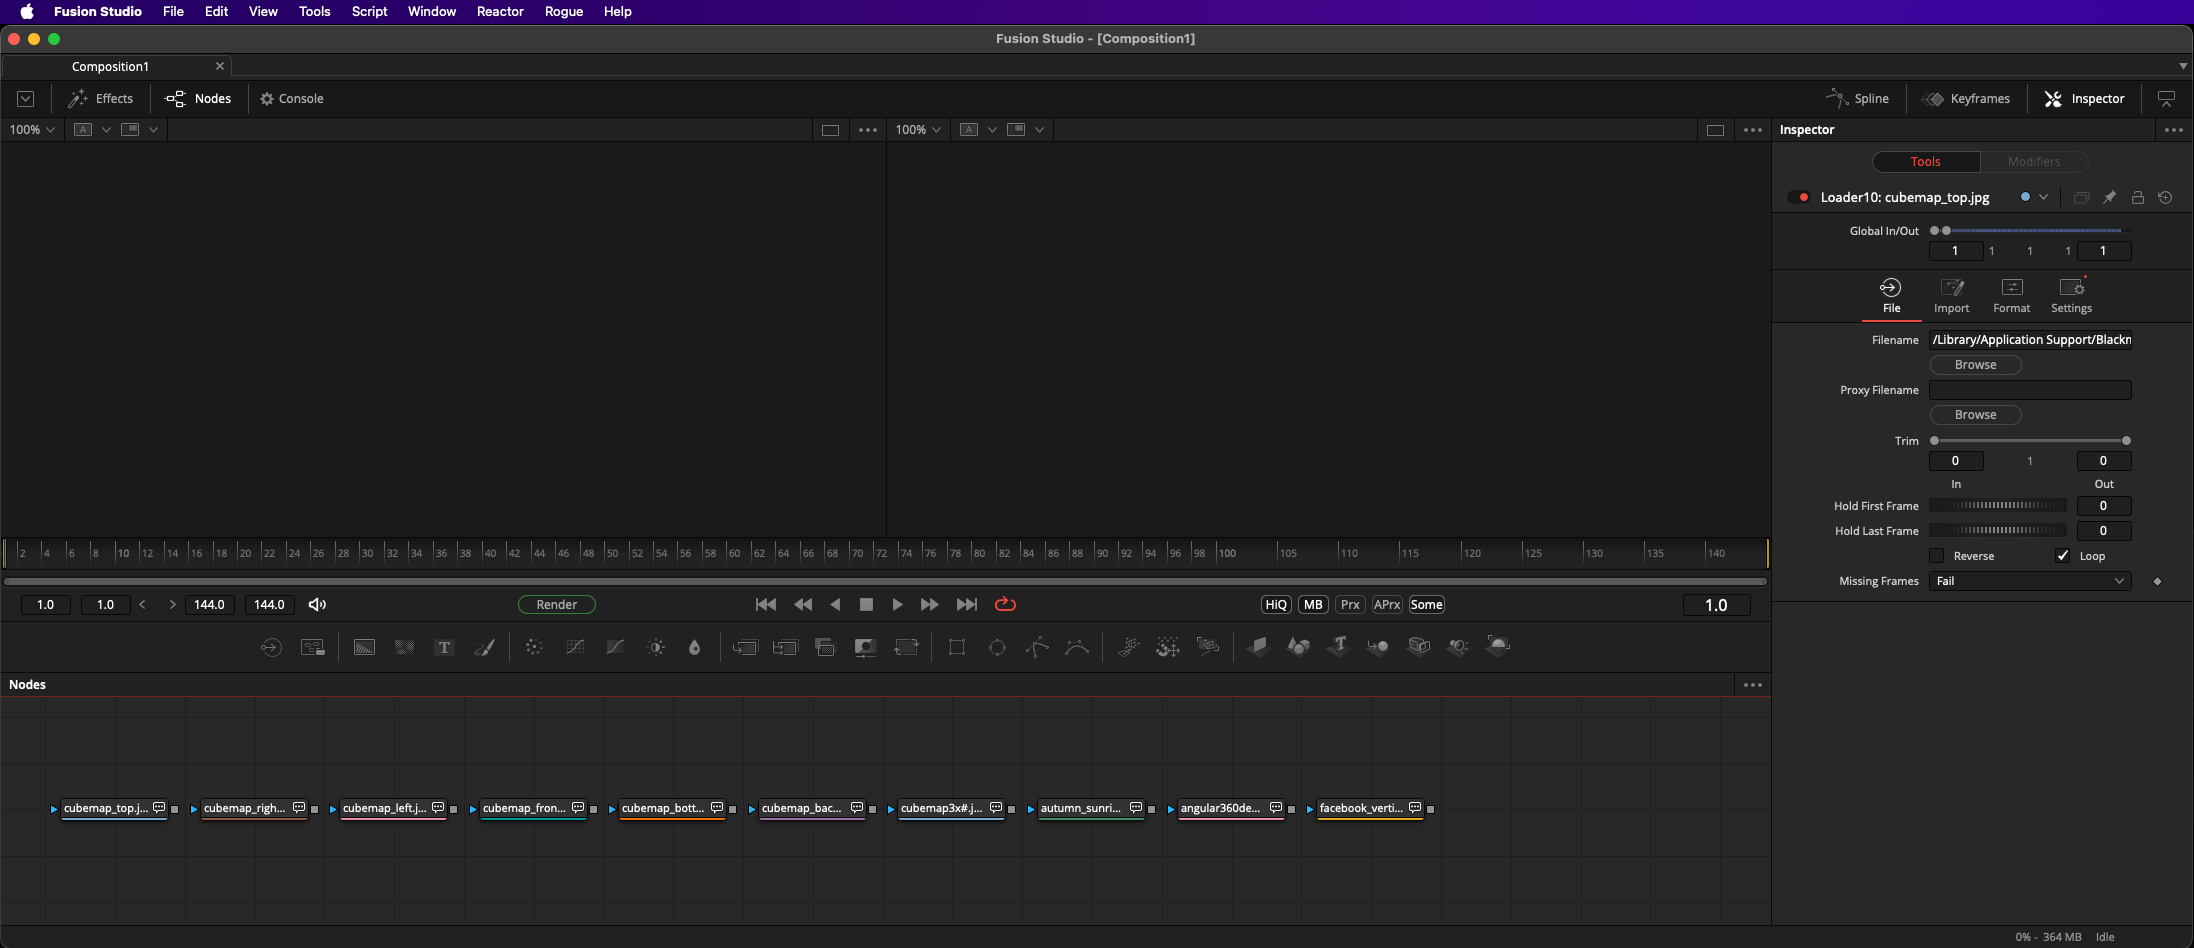 Fusion Studio File Edit View Tools Script Window Reactor Rogue Help
Fusion Studio - [Composition1]
Composition1
Effects Nodes Console Spline Keyframes Inspector
100% A 100% A Inspector
Tools Modifiers
Loader10: cubemap_top.jpg
Global In/Out
1 1 1 1 1
File Import Format Settings
Filename /Library/Application Support/Blackm
Browse
Proxy Filename
Browse
Trim
0 1 0
In Out
Hold First Frame 0
Hold Last Frame 0
Reverse Loop
Missing Frames Fail
2 4 6 8 10 12 14 16 18 20 22 24 26 28 30 32 34 36 38 40 42 44 46 48 50 52 54 56 58 60 62 64 66 68 70 72 74 76 78 80 82 84 86 88 90 92 94 96 98 100 105 110 115 120 125 130 135 140
1.0 1.0 < > 144.0 144.0 Render HiQ MB Prx APrx Some 1.0
T T
Nodes
cubemap_top.j... cubemap_righ... cubemap_left.j... cubemap_fron... cubemap_bott... cubemap_bac... cubemap3x#.j... autumn_sunri... angular360de... facebook_verti...
0% - 364 MB Idle